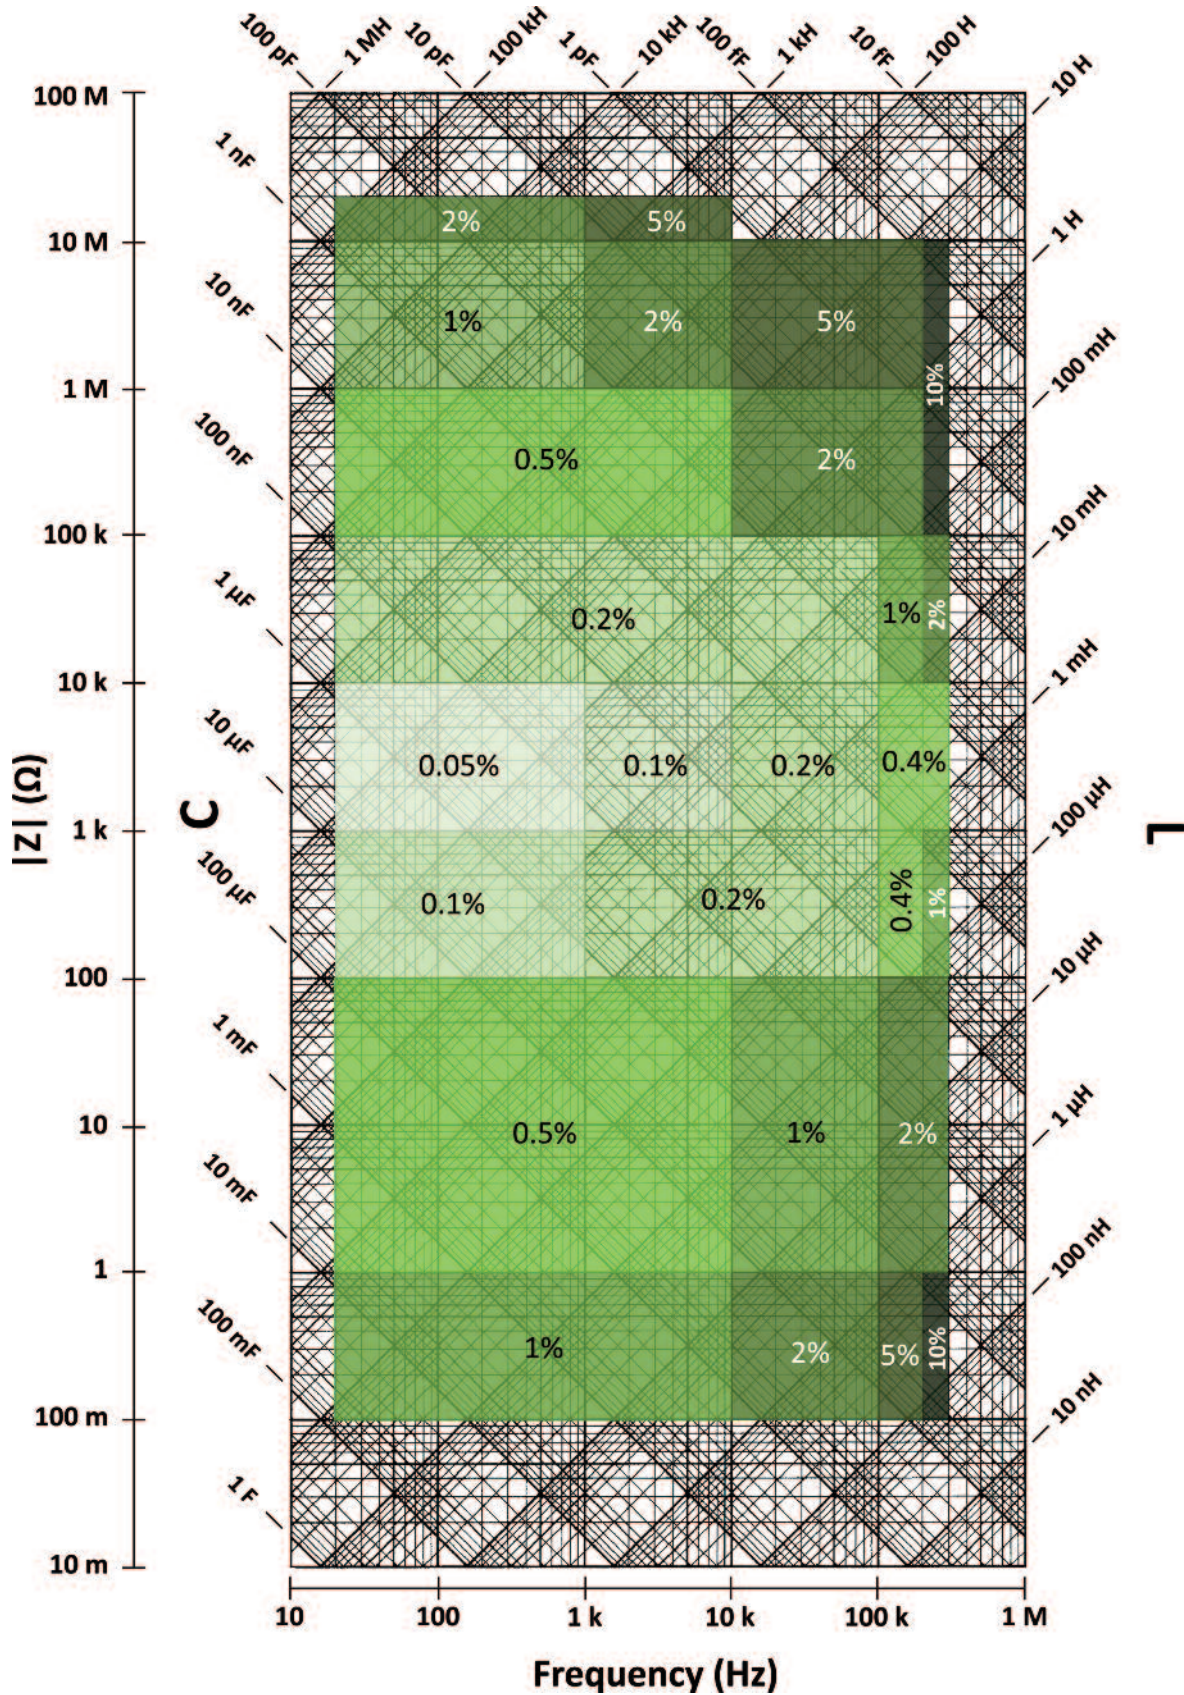 100 pF
1 MH
10 pF
100 kH
1 pF
10 kH
100 fF
1 kH
10 fF
100 H
10 H
100 M
1 nF
2%
5%
1 H
10 M
10 nF
1%
2%
5%
100 mH
1 M
10%
100 nF
0.5%
2%
10 mH
100 k
1 µF
0.2%
1%
2%
1 mH
10 k
10 µF
0.05%
0.1%
0.2%
0.4%
|Z| (Ω)
C
L
100 µH
1 k
100 µF
0.1%
0.2%
0.4%
1%
10 µH
100
1 mF
1 µH
10
0.5%
1%
2%
10 mF
100 nH
1
100 mF
1%
2%
5%
10%
10 nH
100 m
1 F
10 m
10
100
1 k
10 k
100 k
1 M
Frequency (Hz)